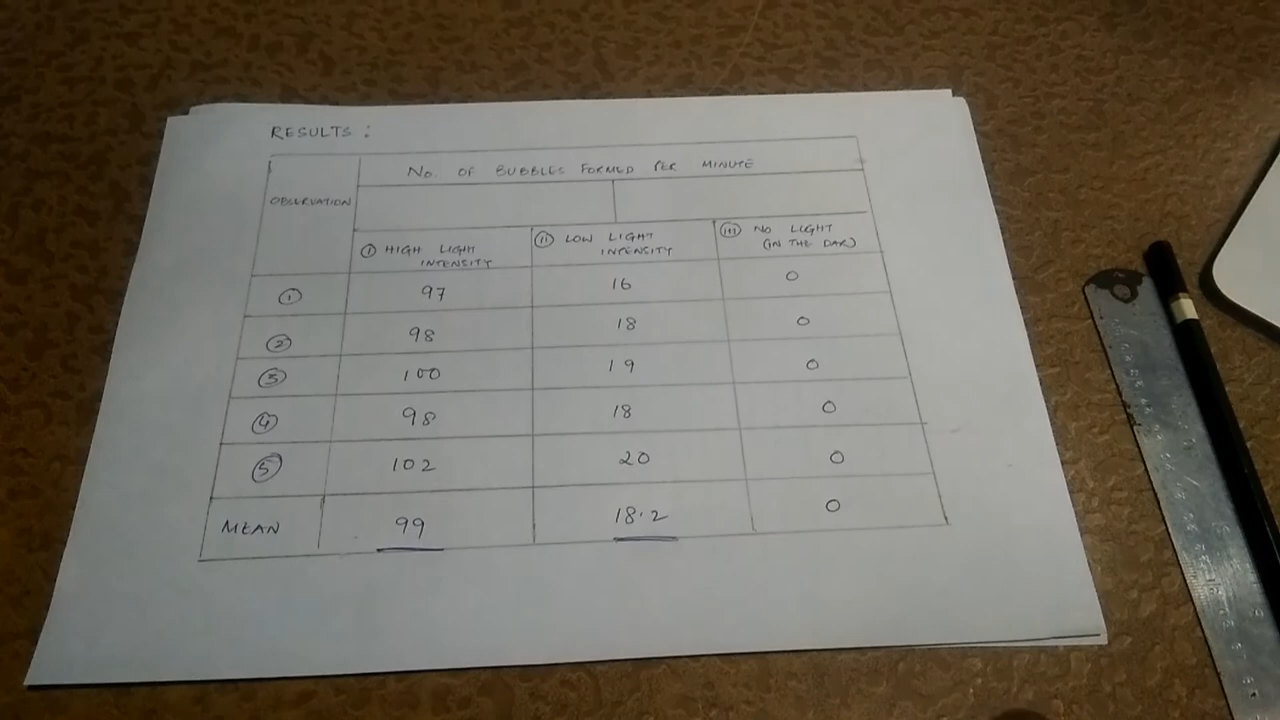 RESULTS :
No. OF BUBBLES FORMED PER MINUTE
OBSERVATION
(I) HIGH LIGHT INTENSITY
(II) LOW LIGHT INTENSITY
(III) NO LIGHT (IN THE DARK)
1 97 16 0
2 98 18 0
3 100 19 0
4 98 18 0
5 102 20 0
MEAN 99 18.2 0